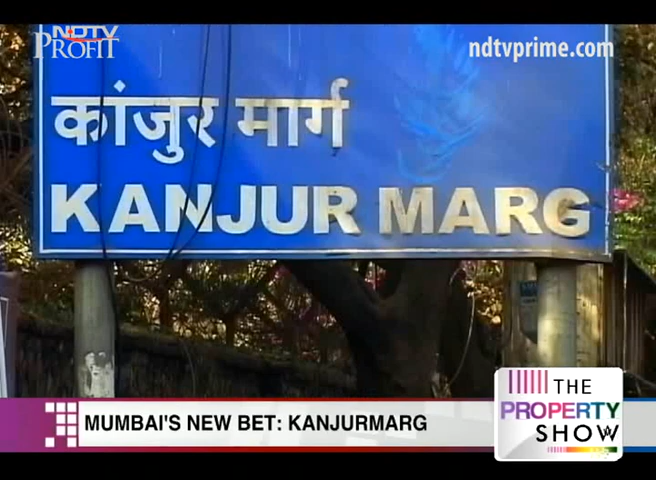 NDTV
PROFIT
ndtvprime.com
कांजुर मार्ग
KANJUR MARG
MUMBAI'S NEW BET: KANJURMARG
THE
PROPERTY
SHOW